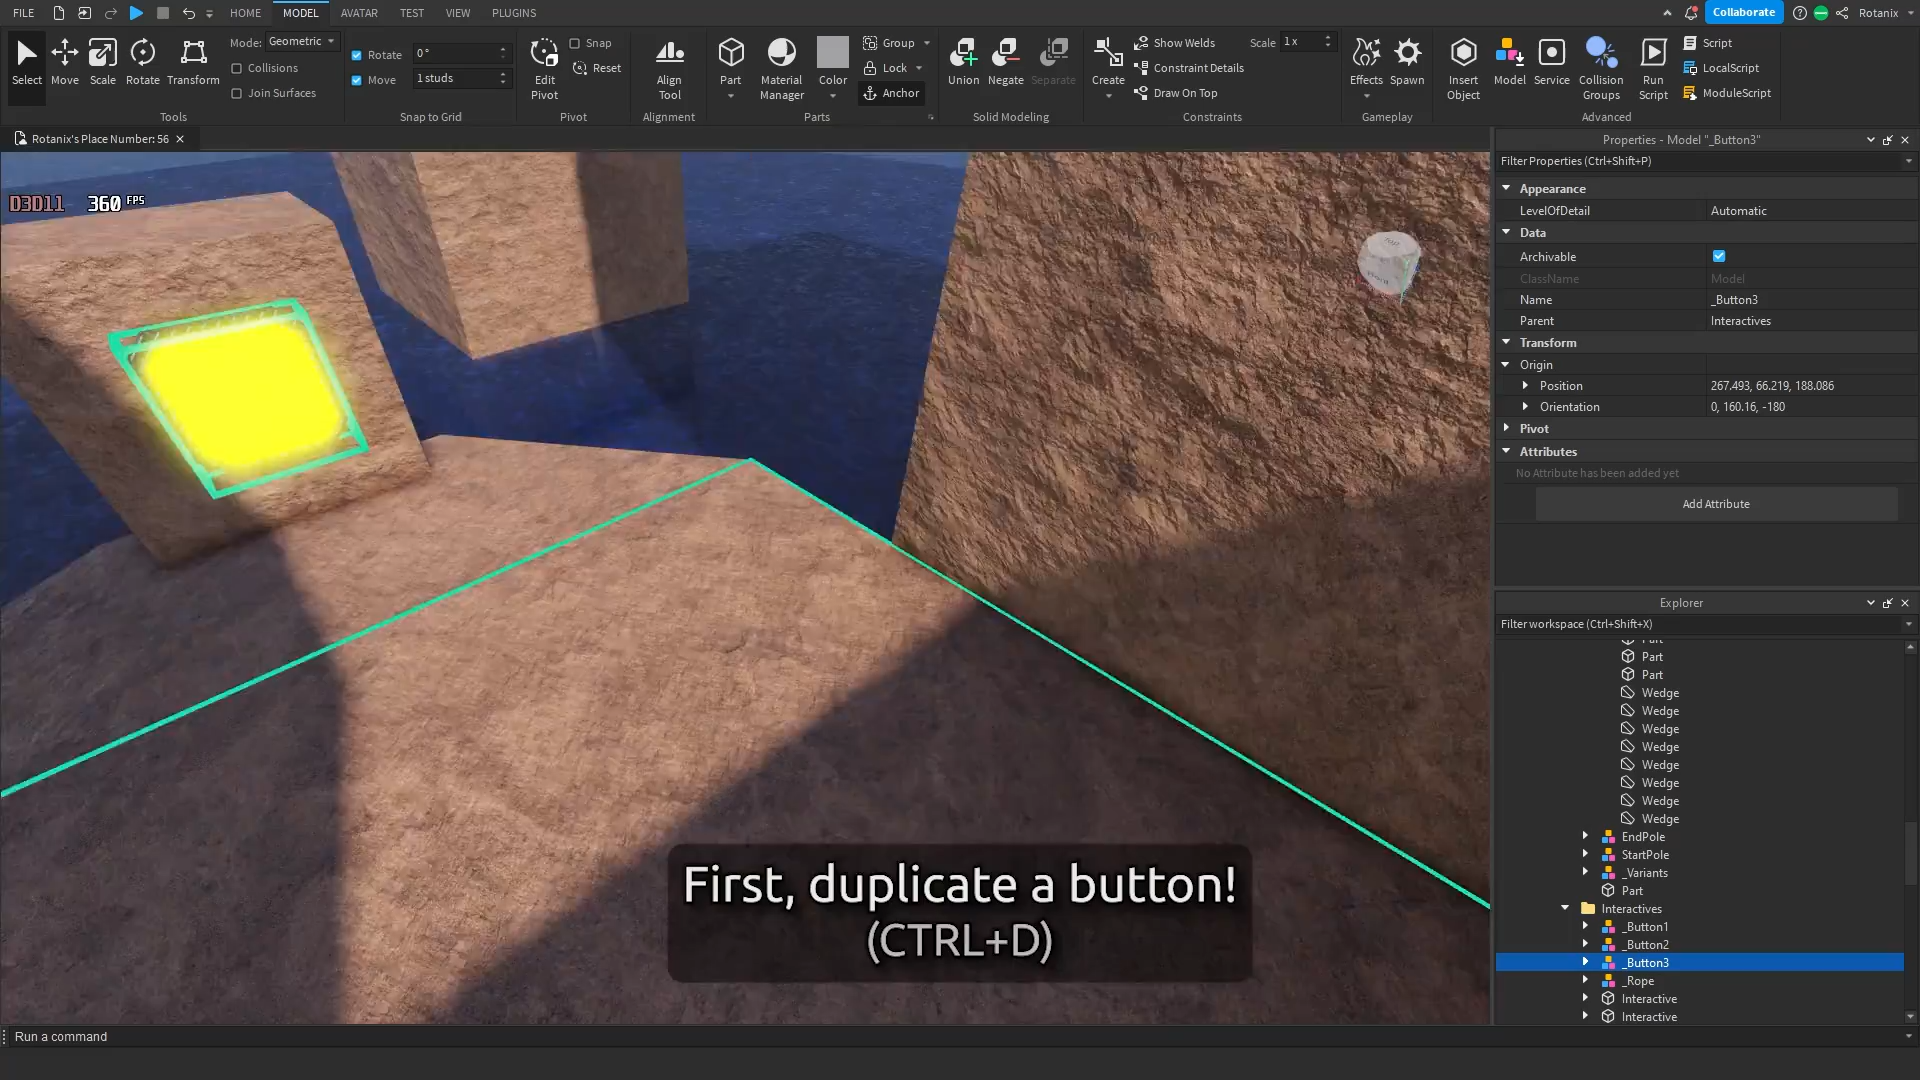 FILE HOME MODEL AVATAR TEST VIEW PLUGINS Collaborate Rotanix
Select Move Scale Rotate Transform
Mode: Geometric
Collisions
Join Surfaces
Tools
Rotate 0°
Move 1 studs
Snap to Grid
Edit Pivot
Snap
Reset
Pivot
Align Tool
Alignment
Part Material Manager Color
Group
Lock
Anchor
Parts
Union Negate Separate
Solid Modeling
Create
Show Welds Scale 1 x
Constraint Details
Draw On Top
Constraints
Effects Spawn
Gameplay
Insert Object Model Service Collision Groups Run Script
Script
LocalScript
ModuleScript
Advanced
Rotanix's Place Number: 56
D3D11 360 FPS
Properties - Model "_Button3"
Filter Properties (Ctrl+Shift+P)
Appearance
LevelOfDetail Automatic
Data
Archivable
ClassName Model
Name _Button3
Parent Interactives
Transform
Origin
Position 267.493, 66.219, 188.086
Orientation 0, 160.16, -180
Pivot
Attributes
No Attribute has been added yet
Add Attribute
Explorer
Filter workspace (Ctrl+Shift+X)
Part
Part
Part
Wedge
Wedge
Wedge
Wedge
Wedge
Wedge
Wedge
Wedge
EndPole
StartPole
_Variants
Part
Interactives
_Button1
_Button2
_Button3
_Rope
Interactive
Interactive
First, duplicate a button!
(CTRL+D)
Run a command